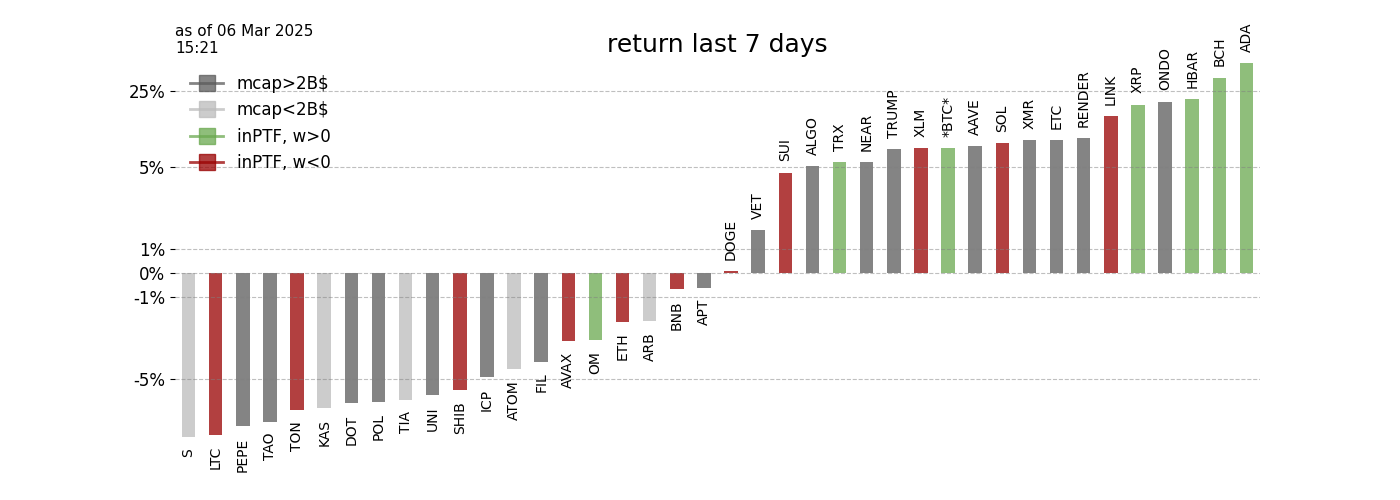 as of 06 Mar 2025
15:21
return last 7 days
mcap>2B$
mcap<2B$
inPTF, w>0
inPTF, w<0
25%
5%
1%
0%
-1%
-5%
S
LTC
PEPE
TAO
TON
KAS
DOT
POL
TIA
UNI
SHIB
ICP
ATOM
FIL
AVAX
OM
ETH
ARB
BNB
APT
DOGE
VET
SUI
ALGO
TRX
NEAR
TRUMP
XLM
*BTC*
AAVE
SOL
XMR
ETC
RENDER
LINK
XRP
ONDO
HBAR
BCH
ADA